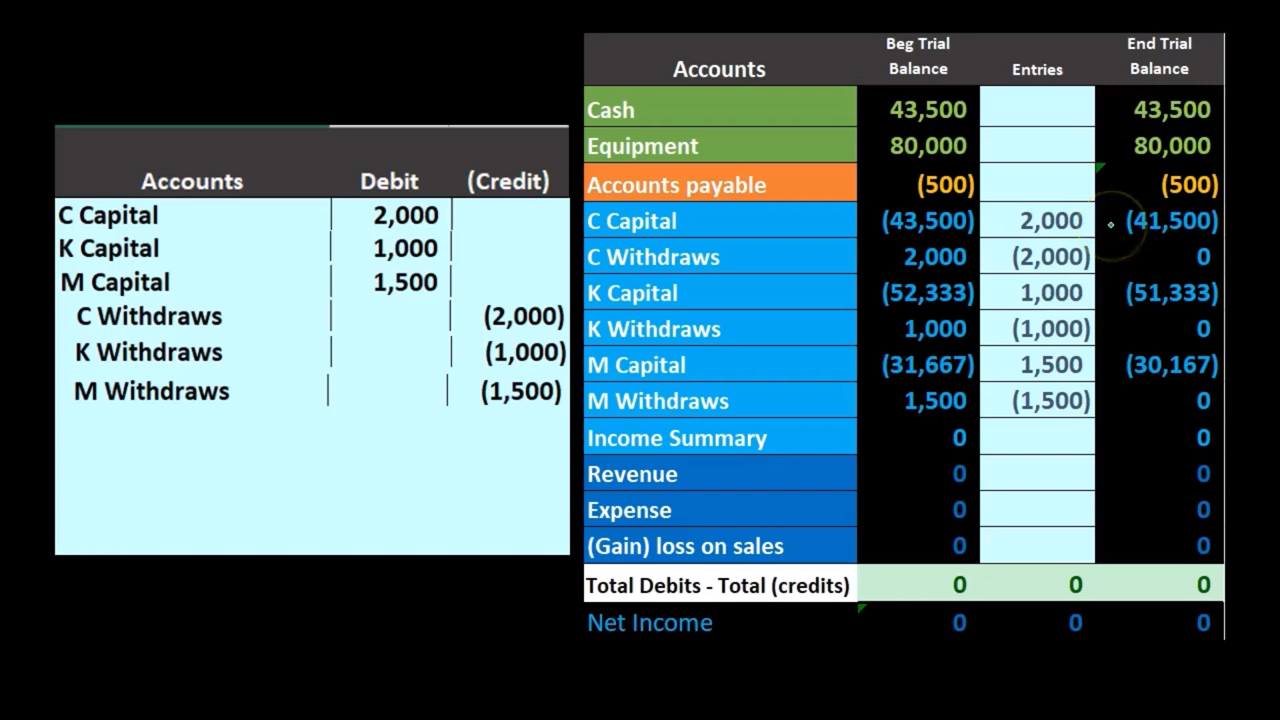 Accounts Debit (Credit)
C Capital 2,000
K Capital 1,000
M Capital 1,500
C Withdraws (2,000)
K Withdraws (1,000)
M Withdraws (1,500)
Accounts Beg Trial Balance Entries End Trial Balance
Cash 43,500 43,500
Equipment 80,000 80,000
Accounts payable (500) (500)
C Capital (43,500) 2,000 (41,500)
C Withdraws 2,000 (2,000) 0
K Capital (52,333) 1,000 (51,333)
K Withdraws 1,000 (1,000) 0
M Capital (31,667) 1,500 (30,167)
M Withdraws 1,500 (1,500) 0
Income Summary 0 0
Revenue 0 0
Expense 0 0
(Gain) loss on sales 0 0
Total Debits - Total (credits) 0 0 0
Net Income 0 0 0